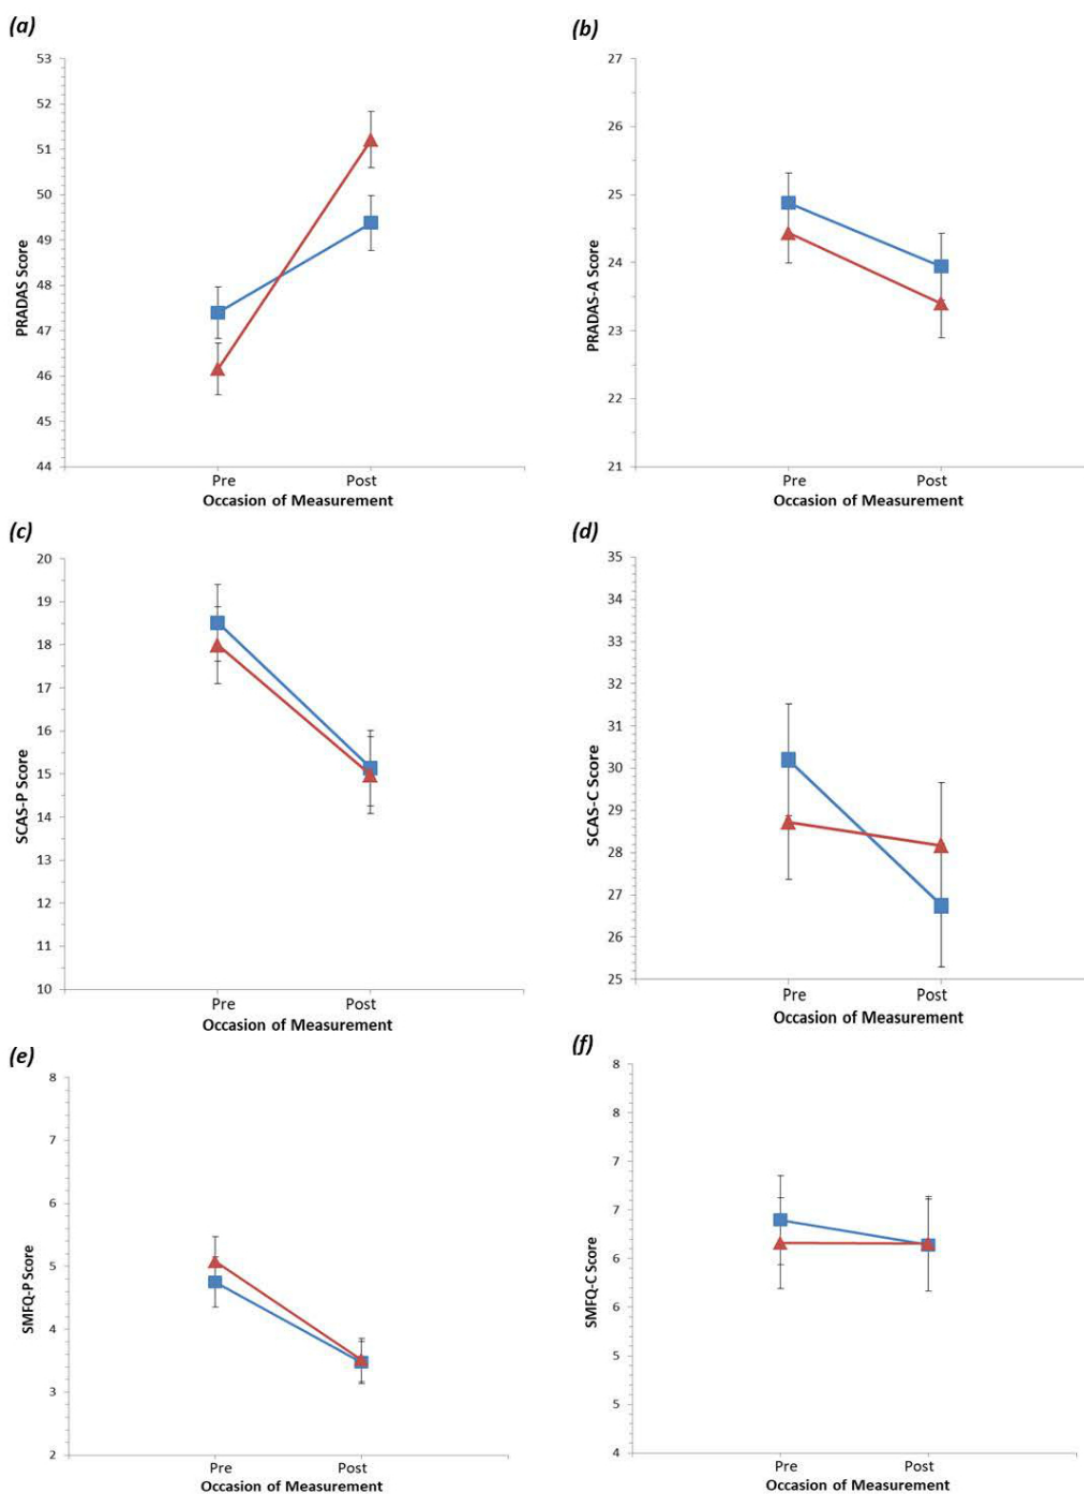 (a)
53
52
51
50
49
48
47
46
45
44
PRADAS Score
Pre
Post
Occasion of Measurement
(b)
27
26
25
24
23
22
21
PRADAS-A Score
Pre
Post
Occasion of Measurement
(c)
20
19
18
17
16
15
14
13
12
11
10
SCAS-P Score
Pre
Post
Occasion of Measurement
(d)
35
34
33
32
31
30
29
28
27
26
25
SCAS-C Score
Pre
Post
Occasion of Measurement
(e)
8
7
6
5
4
3
2
SMFQ-P Score
Pre
Post
Occasion of Measurement
(f)
8
8
7
7
6
6
5
5
4
SMFQ-C Score
Pre
Post
Occasion of Measurement